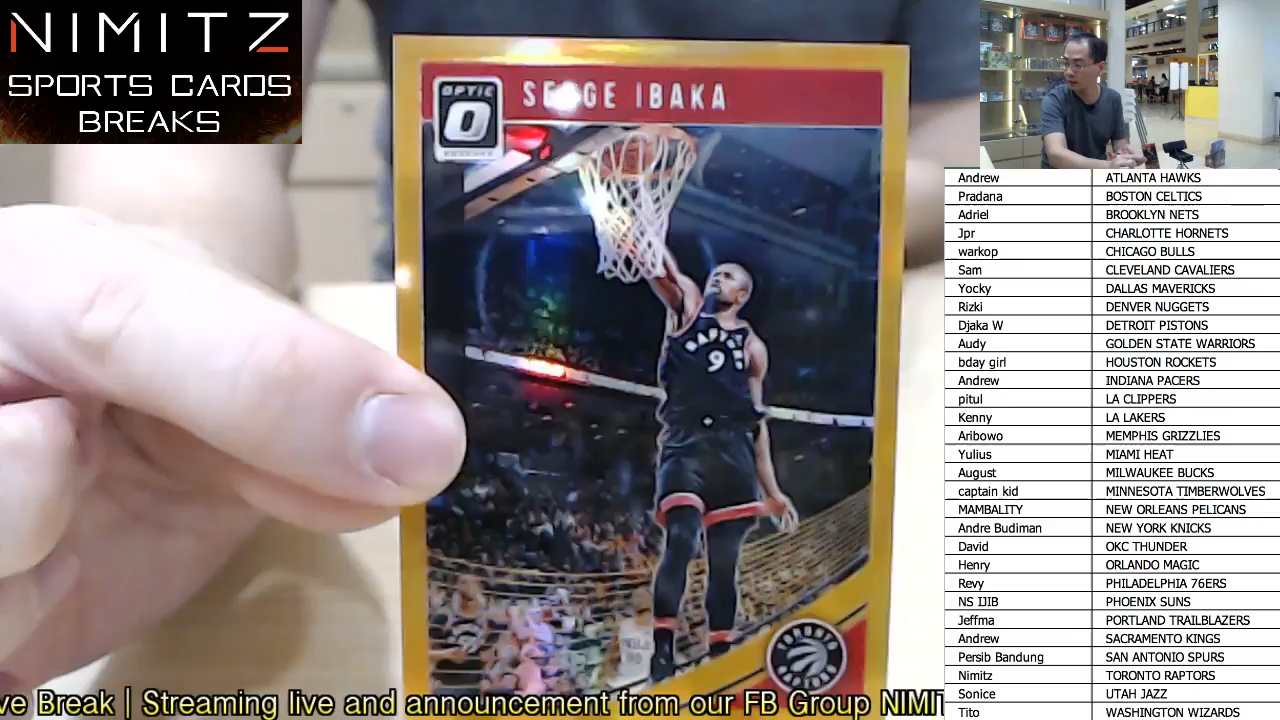 NIMITZ
SPORTS CARDS
BREAKS
OPTIC
SERGE IBAKA
RAPTORS
9
TORONTO
RAPTORS
Andrew ATLANTA HAWKS
Pradana BOSTON CELTICS
Adriel BROOKLYN NETS
Jpr CHARLOTTE HORNETS
warkop CHICAGO BULLS
Sam CLEVELAND CAVALIERS
Yocky DALLAS MAVERICKS
Rizki DENVER NUGGETS
Djaka W DETROIT PISTONS
Audy GOLDEN STATE WARRIORS
bday girl HOUSTON ROCKETS
Andrew INDIANA PACERS
pitul LA CLIPPERS
Kenny LA LAKERS
Aribowo MEMPHIS GRIZZLIES
Yulius MIAMI HEAT
August MILWAUKEE BUCKS
captain kid MINNESOTA TIMBERWOLVES
MAMBALITY NEW ORLEANS PELICANS
Andre Budiman NEW YORK KNICKS
David OKC THUNDER
Henry ORLANDO MAGIC
Revy PHILADELPHIA 76ERS
NS IJIB PHOENIX SUNS
Jeffma PORTLAND TRAILBLAZERS
Andrew SACRAMENTO KINGS
Persib Bandung SAN ANTONIO SPURS
Nimitz TORONTO RAPTORS
Sonice UTAH JAZZ
Tito WASHINGTON WIZARDS
ve Break | Streaming live and announcement from our FB Group NIMIT